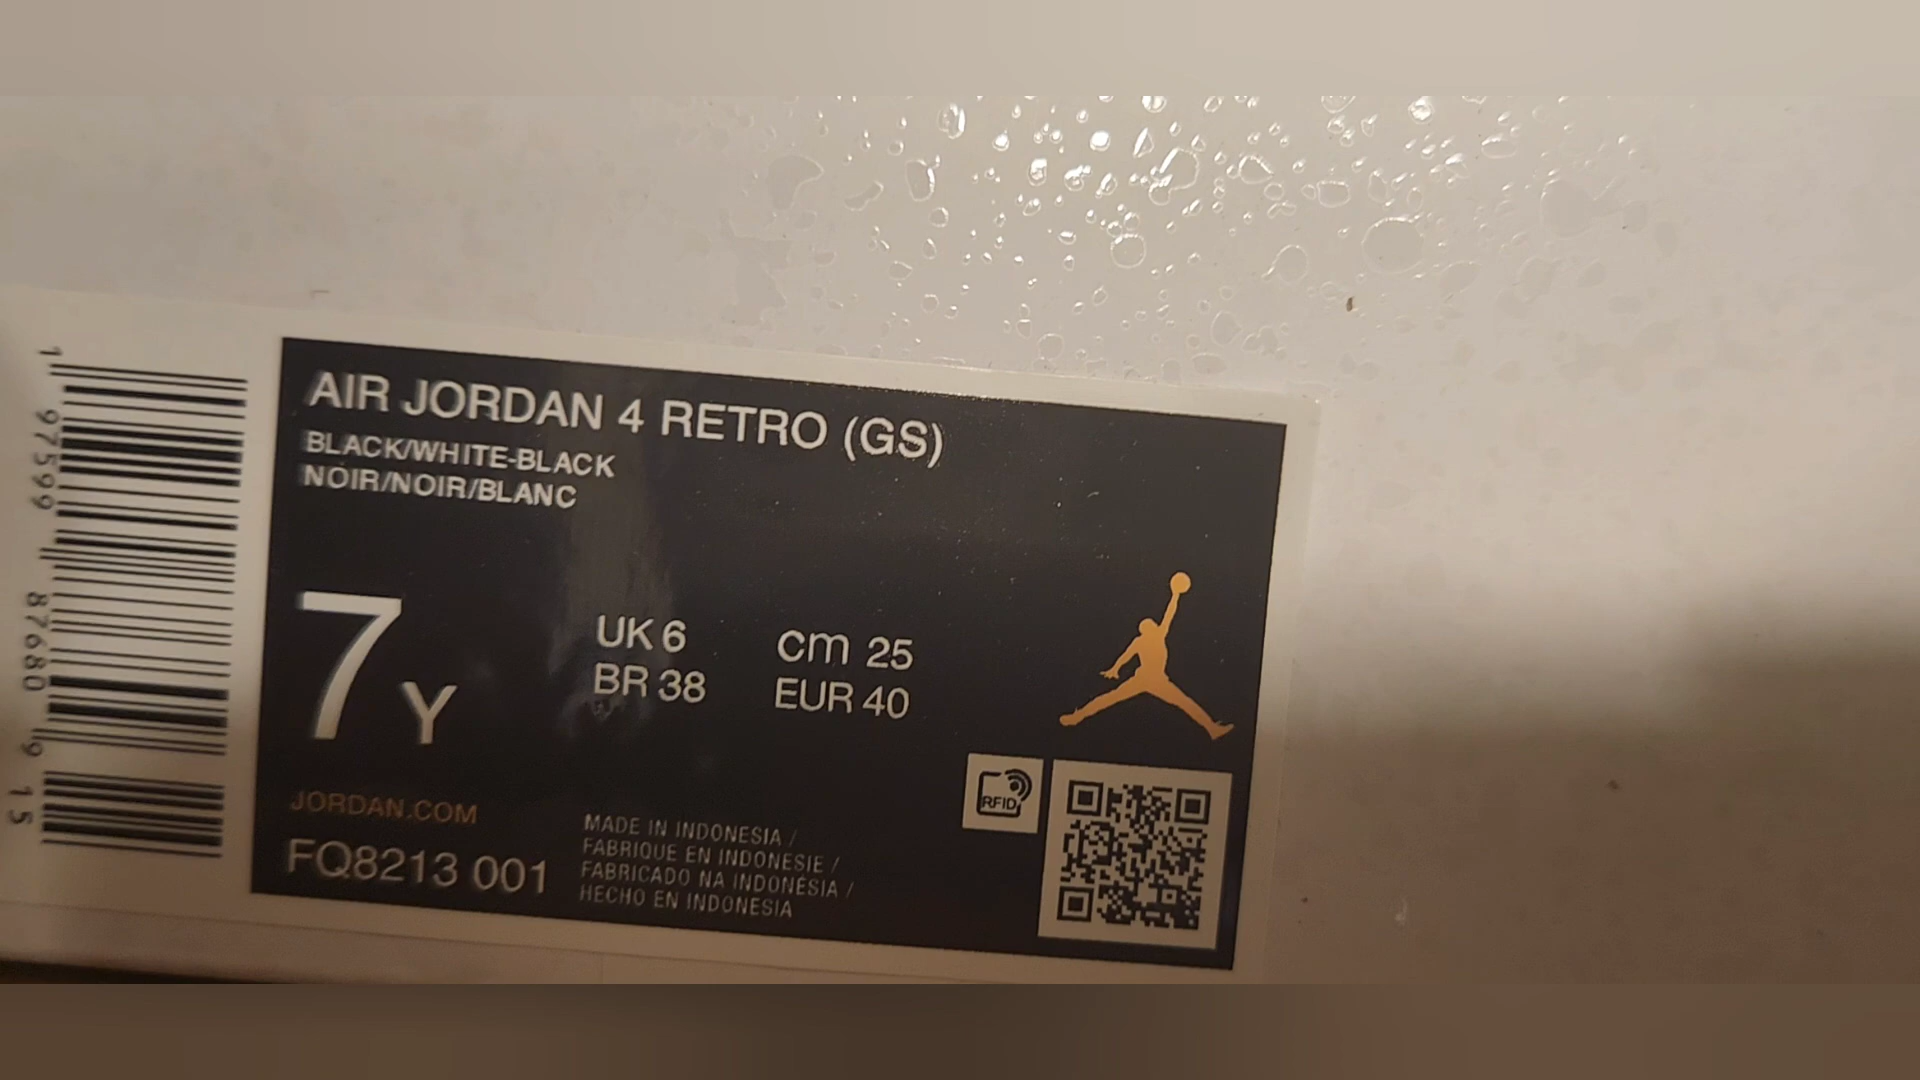 AIR JORDAN 4 RETRO (GS)
BLACK/WHITE-BLACK
NOIR/NOIR/BLANC
7Y
UK 6
BR 38
cm 25
EUR 40
JORDAN.COM
FQ8213 001
MADE IN INDONESIA /
FABRIQUE EN INDONESIE /
FABRICADO NA INDONESIA /
HECHO EN INDONESIA
RFID
1 97599 87680 9 15